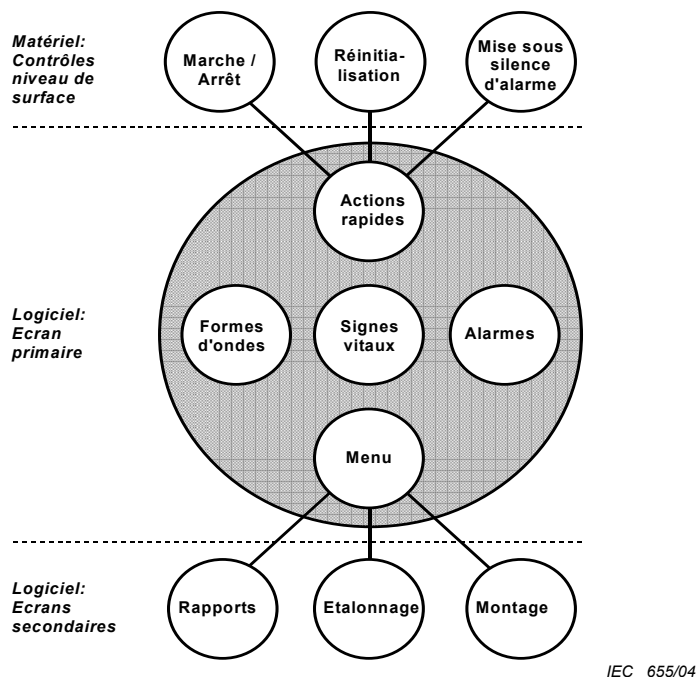 Matériel:
Contrôles
niveau de
surface
Marche /
Arrêt
Réinitia-
lisation
Mise sous
silence
d'alarme
Actions
rapides
Logiciel:
Ecran
primaire
Formes
d'ondes
Signes
vitaux
Alarmes
Menu
Logiciel:
Ecrans
secondaires
Rapports
Etalonnage
Montage
IEC 655/04